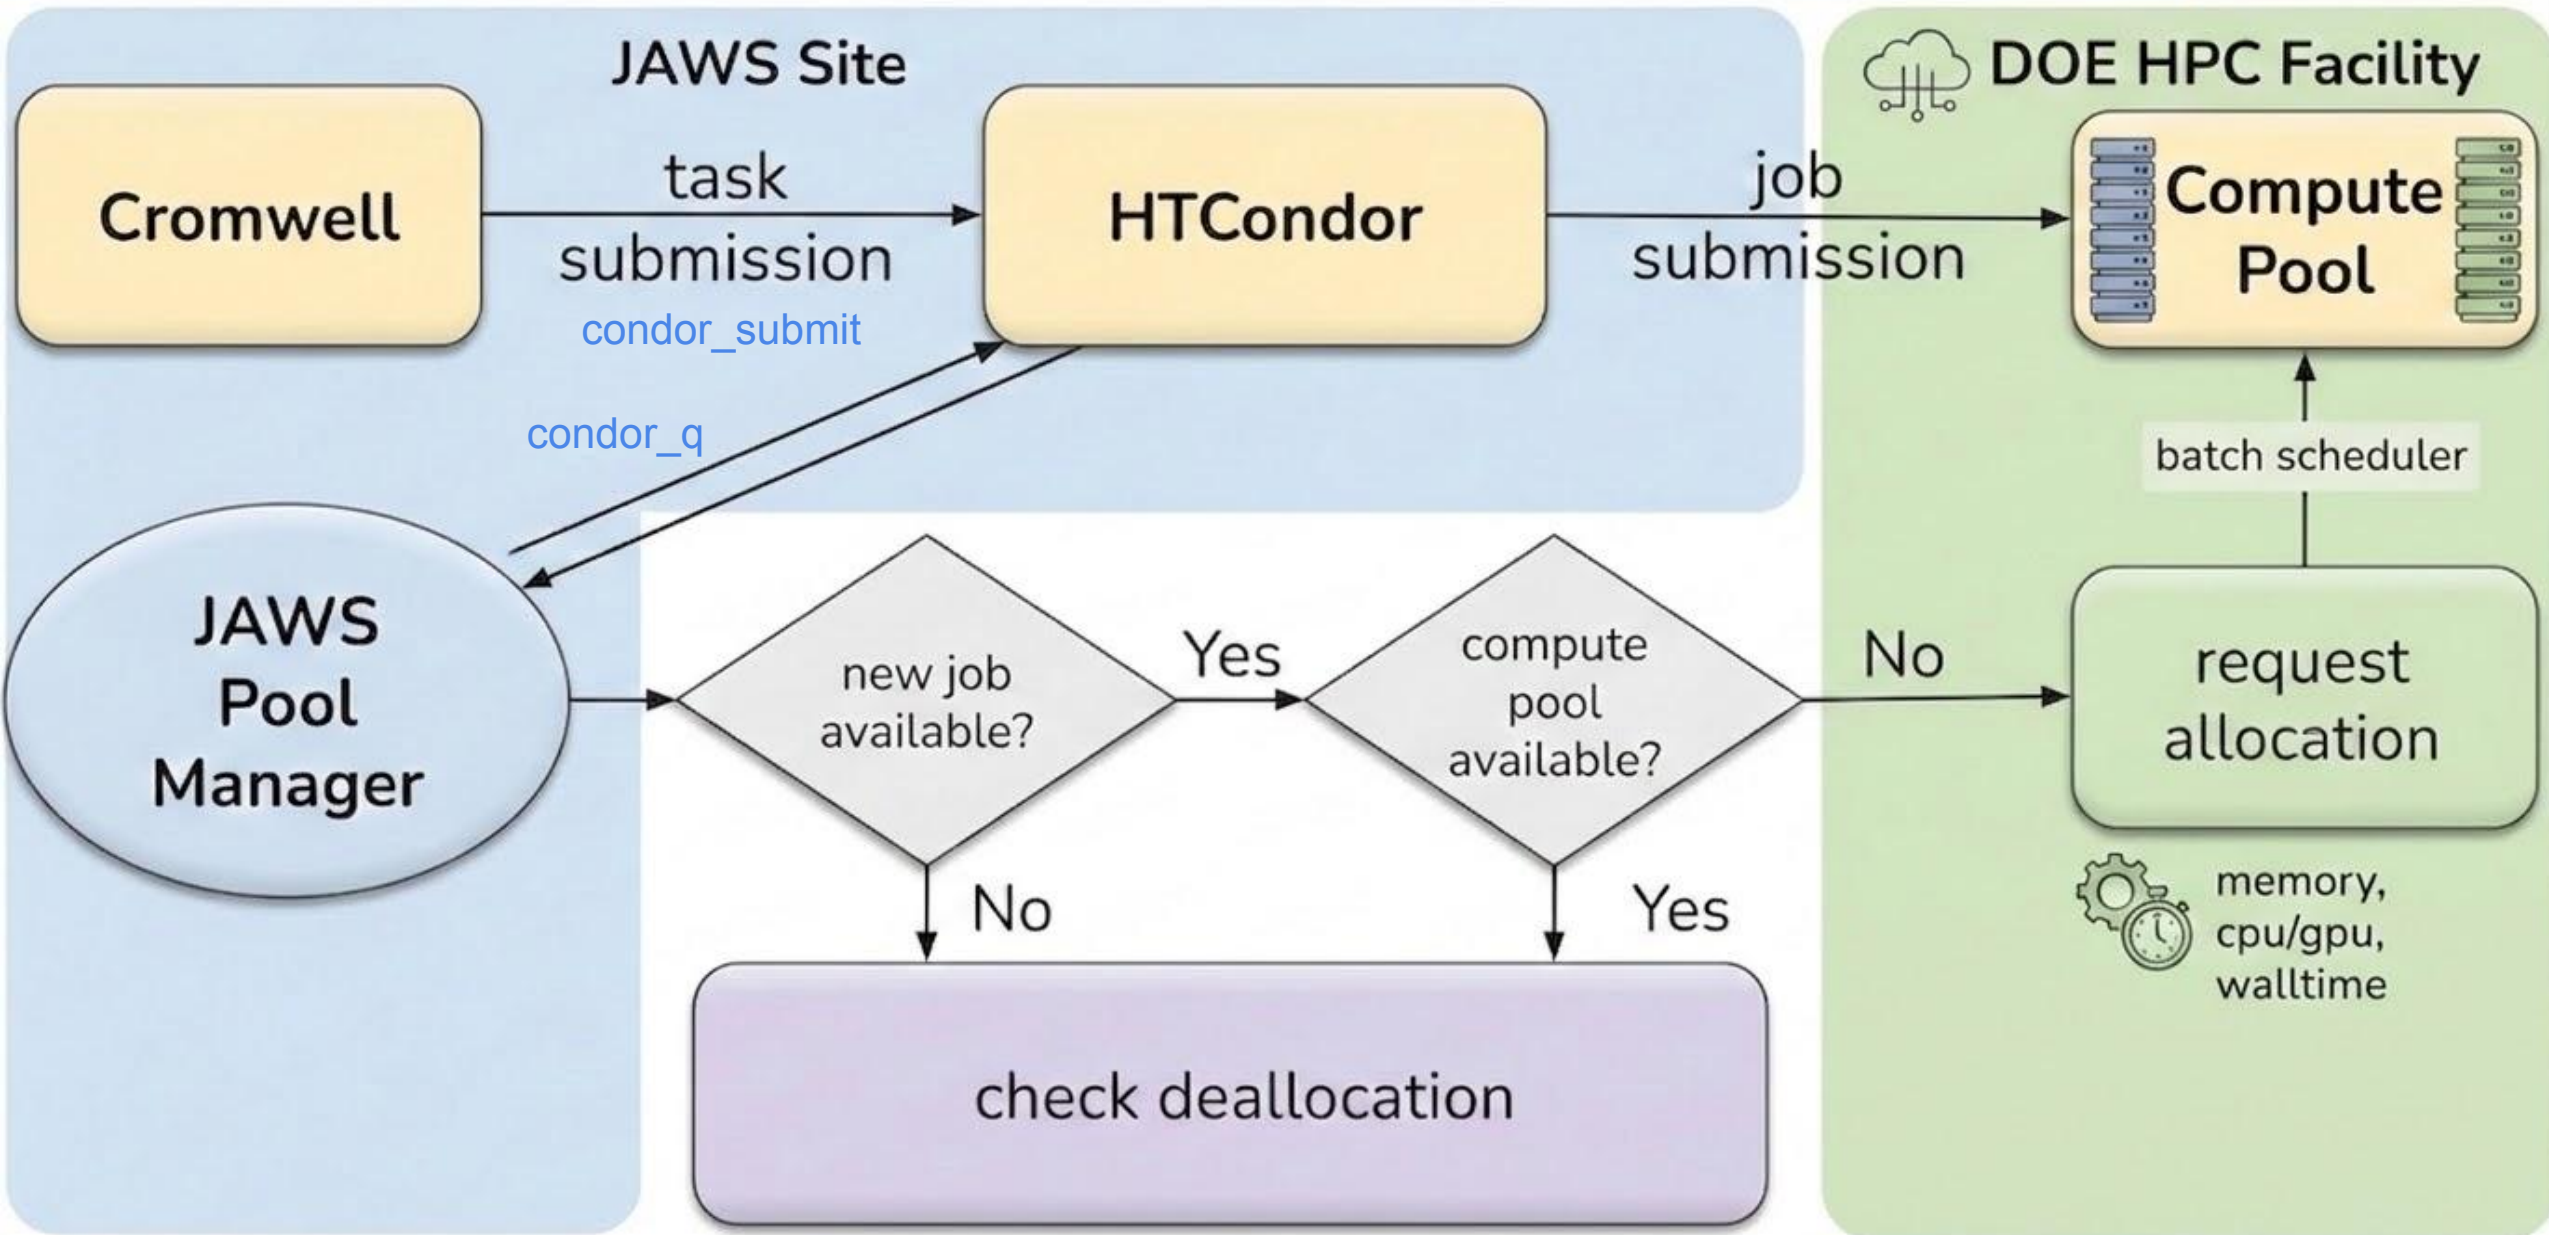 JAWS Site
DOE HPC Facility
Cromwell
task
submission
condor_submit
HTCondor
job
submission
Compute
Pool
condor_q
batch scheduler
JAWS
Pool
Manager
new job
available?
Yes
compute
pool
available?
No
request
allocation
No
Yes
memory,
cpu/gpu,
walltime
check deallocation